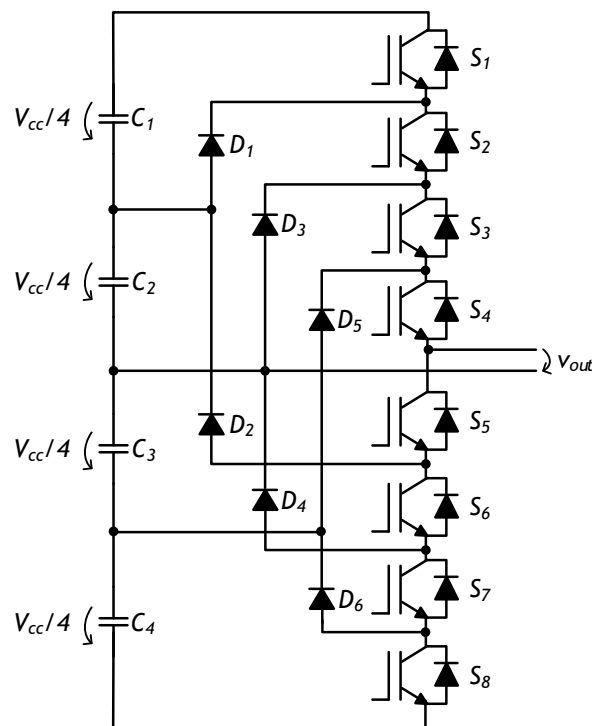 S₁
Vcc/4 C₁
D₁ S₂
D₃ S₃
Vcc/4 C₂
D₅ S₄
vout
D₂ S₅
Vcc/4 C₃
D₄ S₆
D₆ S₇
Vcc/4 C₄
S₈